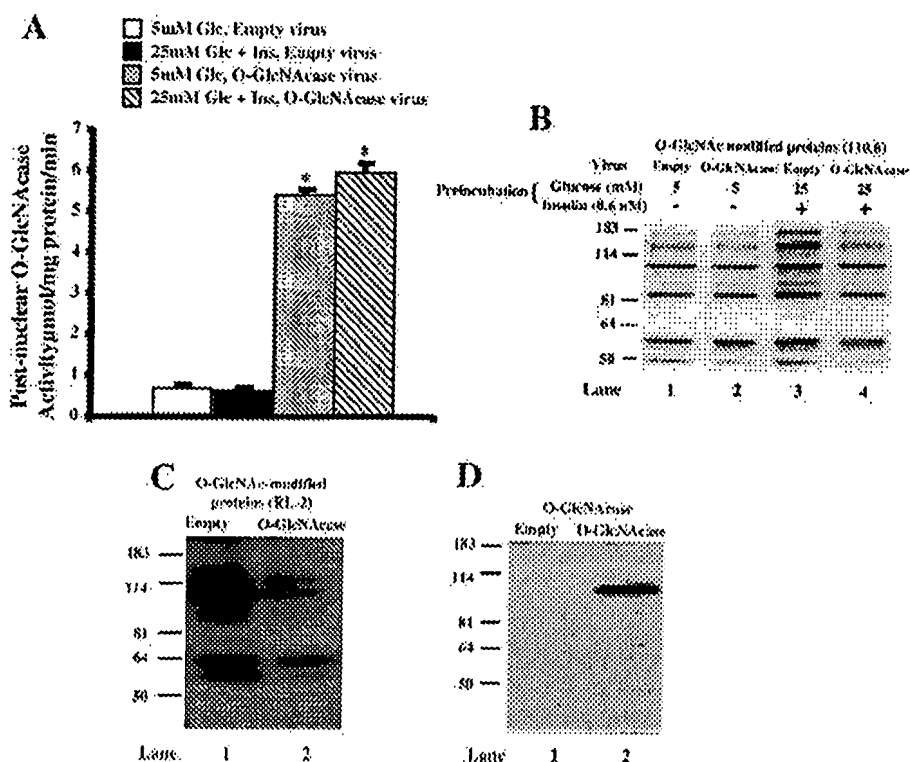 A
5mM Glc, Empty virus
25mM Glc + Ins, Empty virus
5mM Glc, O-GlcNAcase virus
25mM Glc + Ins, O-GlcNAcase virus
Post-nuclear O-GlcNAcase
Activityµmol/mg protein/min
7
6
5
4
3
2
1
0
*
*
B
O-GlcNAc modified proteins (110.6)
Virus Empty O-GlcNAcase Empty O-GlcNAcase
Preincubation { Glucose (mM) 5 5 25 25
Insulin (0.6 nM) - - + +
183
114
81
64
50
Lane 1 2 3 4
C
O-GlcNAc-modified
proteins (RL-2)
Empty O-GlcNAcase
183
114
81
64
50
Lane 1 2
D
O-GlcNAcase
Empty O-GlcNAcase
183
114
81
64
50
Lane 1 2